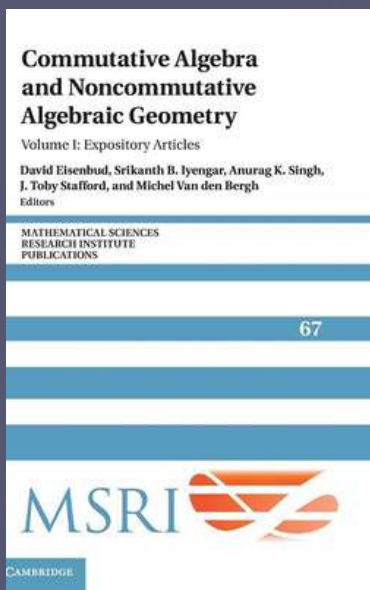 Commutative Algebra
and Noncommutative
Algebraic Geometry
Volume I: Expository Articles
David Eisenbud, Srikanth B. Iyengar, Anurag K. Singh,
J. Toby Stafford, and Michel Van den Bergh
Editors
MATHEMATICAL SCIENCES
RESEARCH INSTITUTE
PUBLICATIONS
67
MSRI
CAMBRIDGE